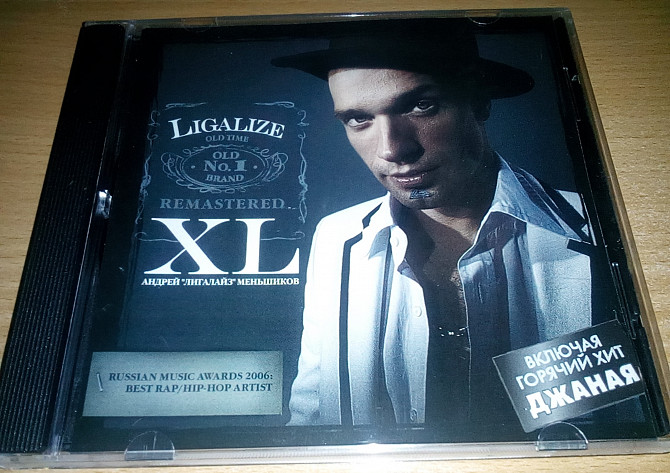 LIGALIZE
OLD TIME
OLD
No.1
BRAND
REMASTERED..
XL
АНДРЕЙ "ЛИГАЛАЙЗ" МЕНЬШИКОВ
RUSSIAN MUSIC AWARDS 2006:
BEST RAP/HIP-HOP ARTIST
ВКЛЮЧАЯ
ГОРЯЧИЙ ХИТ
ДЖАНАЯ